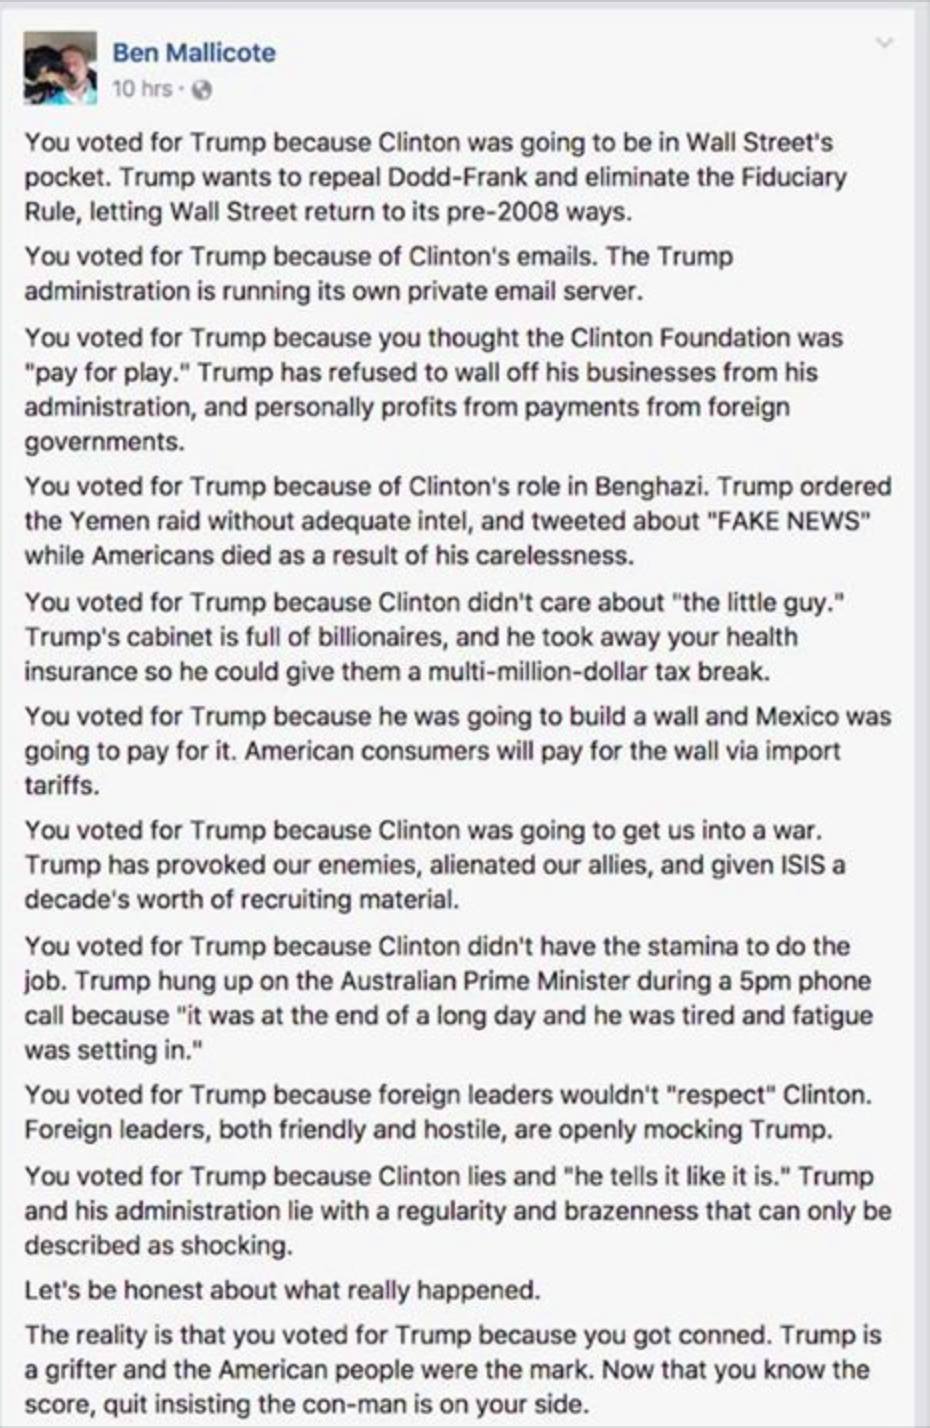 Ben Mallicote
10 hrs ·
You voted for Trump because Clinton was going to be in Wall Street's
pocket. Trump wants to repeal Dodd-Frank and eliminate the Fiduciary
Rule, letting Wall Street return to its pre-2008 ways.
You voted for Trump because of Clinton's emails. The Trump
administration is running its own private email server.
You voted for Trump because you thought the Clinton Foundation was
"pay for play." Trump has refused to wall off his businesses from his
administration, and personally profits from payments from foreign
governments.
You voted for Trump because of Clinton's role in Benghazi. Trump ordered
the Yemen raid without adequate intel, and tweeted about "FAKE NEWS"
while Americans died as a result of his carelessness.
You voted for Trump because Clinton didn't care about "the little guy."
Trump's cabinet is full of billionaires, and he took away your health
insurance so he could give them a multi-million-dollar tax break.
You voted for Trump because he was going to build a wall and Mexico was
going to pay for it. American consumers will pay for the wall via import
tariffs.
You voted for Trump because Clinton was going to get us into a war.
Trump has provoked our enemies, alienated our allies, and given ISIS a
decade's worth of recruiting material.
You voted for Trump because Clinton didn't have the stamina to do the
job. Trump hung up on the Australian Prime Minister during a 5pm phone
call because "it was at the end of a long day and he was tired and fatigue
was setting in."
You voted for Trump because foreign leaders wouldn't "respect" Clinton.
Foreign leaders, both friendly and hostile, are openly mocking Trump.
You voted for Trump because Clinton lies and "he tells it like it is." Trump
and his administration lie with a regularity and brazenness that can only be
described as shocking.
Let's be honest about what really happened.
The reality is that you voted for Trump because you got conned. Trump is
a grifter and the American people were the mark. Now that you know the
score, quit insisting the con-man is on your side.